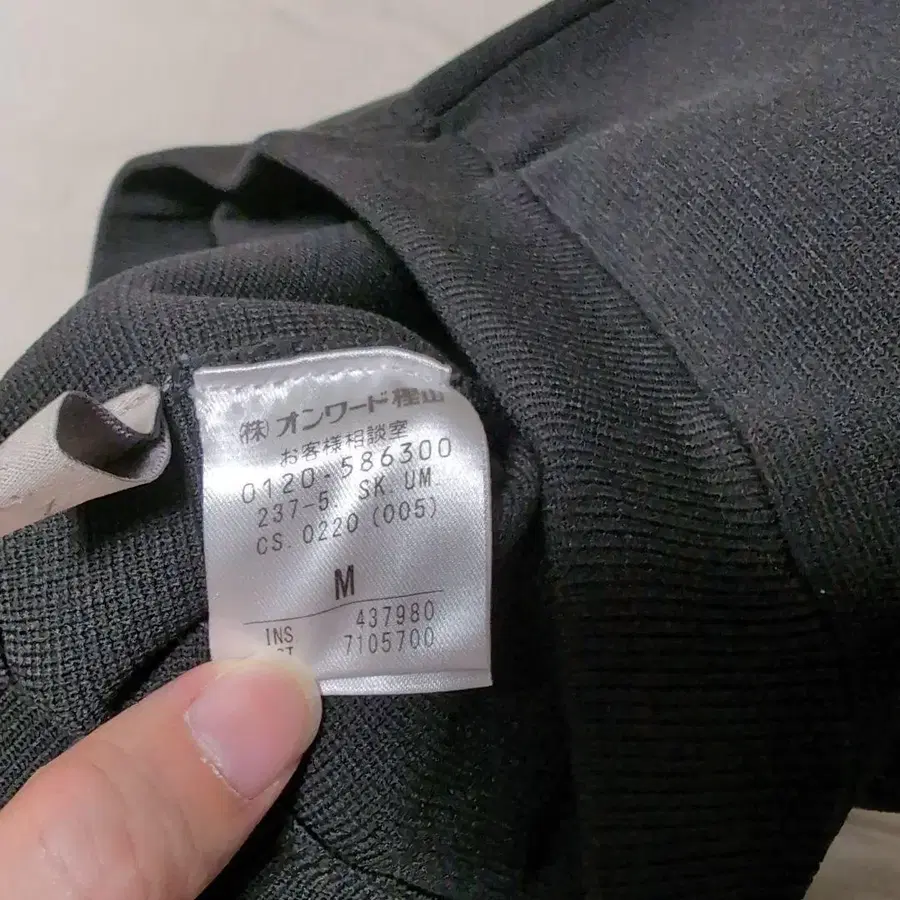 (株)オンワード樫山
お客様相談室
0120-586300
237-5. SK. UM.
CS. 0220 (005)
M
437980
INS 7105700